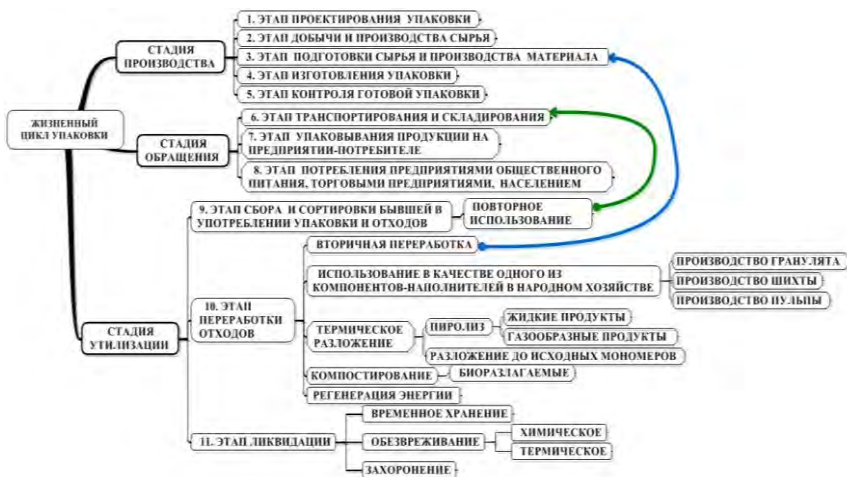 ЖИЗНЕННЫЙ
ЦИКЛ УПАКОВКИ
СТАДИЯ
ПРОИЗВОДСТВА
1. ЭТАП ПРОЕКТИРОВАНИЯ УПАКОВКИ
2. ЭТАП ДОБЫЧИ И ПРОИЗВОДСТВА СЫРЬЯ
3. ЭТАП ПОДГОТОВКИ СЫРЬЯ И ПРОИЗВОДСТВА МАТЕРИАЛА
4. ЭТАП ИЗГОТОВЛЕНИЯ УПАКОВКИ
5. ЭТАП КОНТРОЛЯ ГОТОВОЙ УПАКОВКИ
СТАДИЯ
ОБРАЩЕНИЯ
6. ЭТАП ТРАНСПОРТИРОВАНИЯ И СКЛАДИРОВАНИЯ
7. ЭТАП УПАКОВЫВАНИЯ ПРОДУКЦИИ НА
ПРЕДПРИЯТИИ-ПОТРЕБИТЕЛЕ
8. ЭТАП ПОТРЕБЛЕНИЯ ПРЕДПРИЯТИЯМИ ОБЩЕСТВЕННОГО
ПИТАНИЯ, ТОРГОВЫМИ ПРЕДПРИЯТИЯМИ, НАСЕЛЕНИЕМ
СТАДИЯ
УТИЛИЗАЦИИ
9. ЭТАП СБОРА И СОРТИРОВКИ БЫВШЕЙ В
УПОТРЕБЛЕНИИ УПАКОВКИ И ОТХОДОВ
ПОВТОРНОЕ
ИСПОЛЬЗОВАНИЕ
10. ЭТАП
ПЕРЕРАБОТКИ
ОТХОДОВ
ВТОРИЧНАЯ ПЕРЕРАБОТКА
ИСПОЛЬЗОВАНИЕ В КАЧЕСТВЕ ОДНОГО ИЗ
КОМПОНЕНТОВ-НАПОЛНИТЕЛЕЙ В НАРОДНОМ ХОЗЯЙСТВЕ
ПРОИЗВОДСТВО ГРАНУЛЯТА
ПРОИЗВОДСТВО ШИХТЫ
ПРОИЗВОДСТВО ПУЛЬПЫ
ТЕРМИЧЕСКОЕ
РАЗЛОЖЕНИЕ
ПИРОЛИЗ
ЖИДКИЕ ПРОДУКТЫ
ГАЗООБРАЗНЫЕ ПРОДУКТЫ
РАЗЛОЖЕНИЕ ДО ИСХОДНЫХ МОНОМЕРОВ
КОМПОСТИРОВАНИЕ
БИОРАЗЛАГАЕМЫЕ
РЕГЕНЕРАЦИЯ ЭНЕРГИИ
11. ЭТАП ЛИКВИДАЦИИ
ВРЕМЕННОЕ ХРАНЕНИЕ
ОБЕЗВРЕЖИВАНИЕ
ХИМИЧЕСКОЕ
ТЕРМИЧЕСКОЕ
ЗАХОРОНЕНИЕ